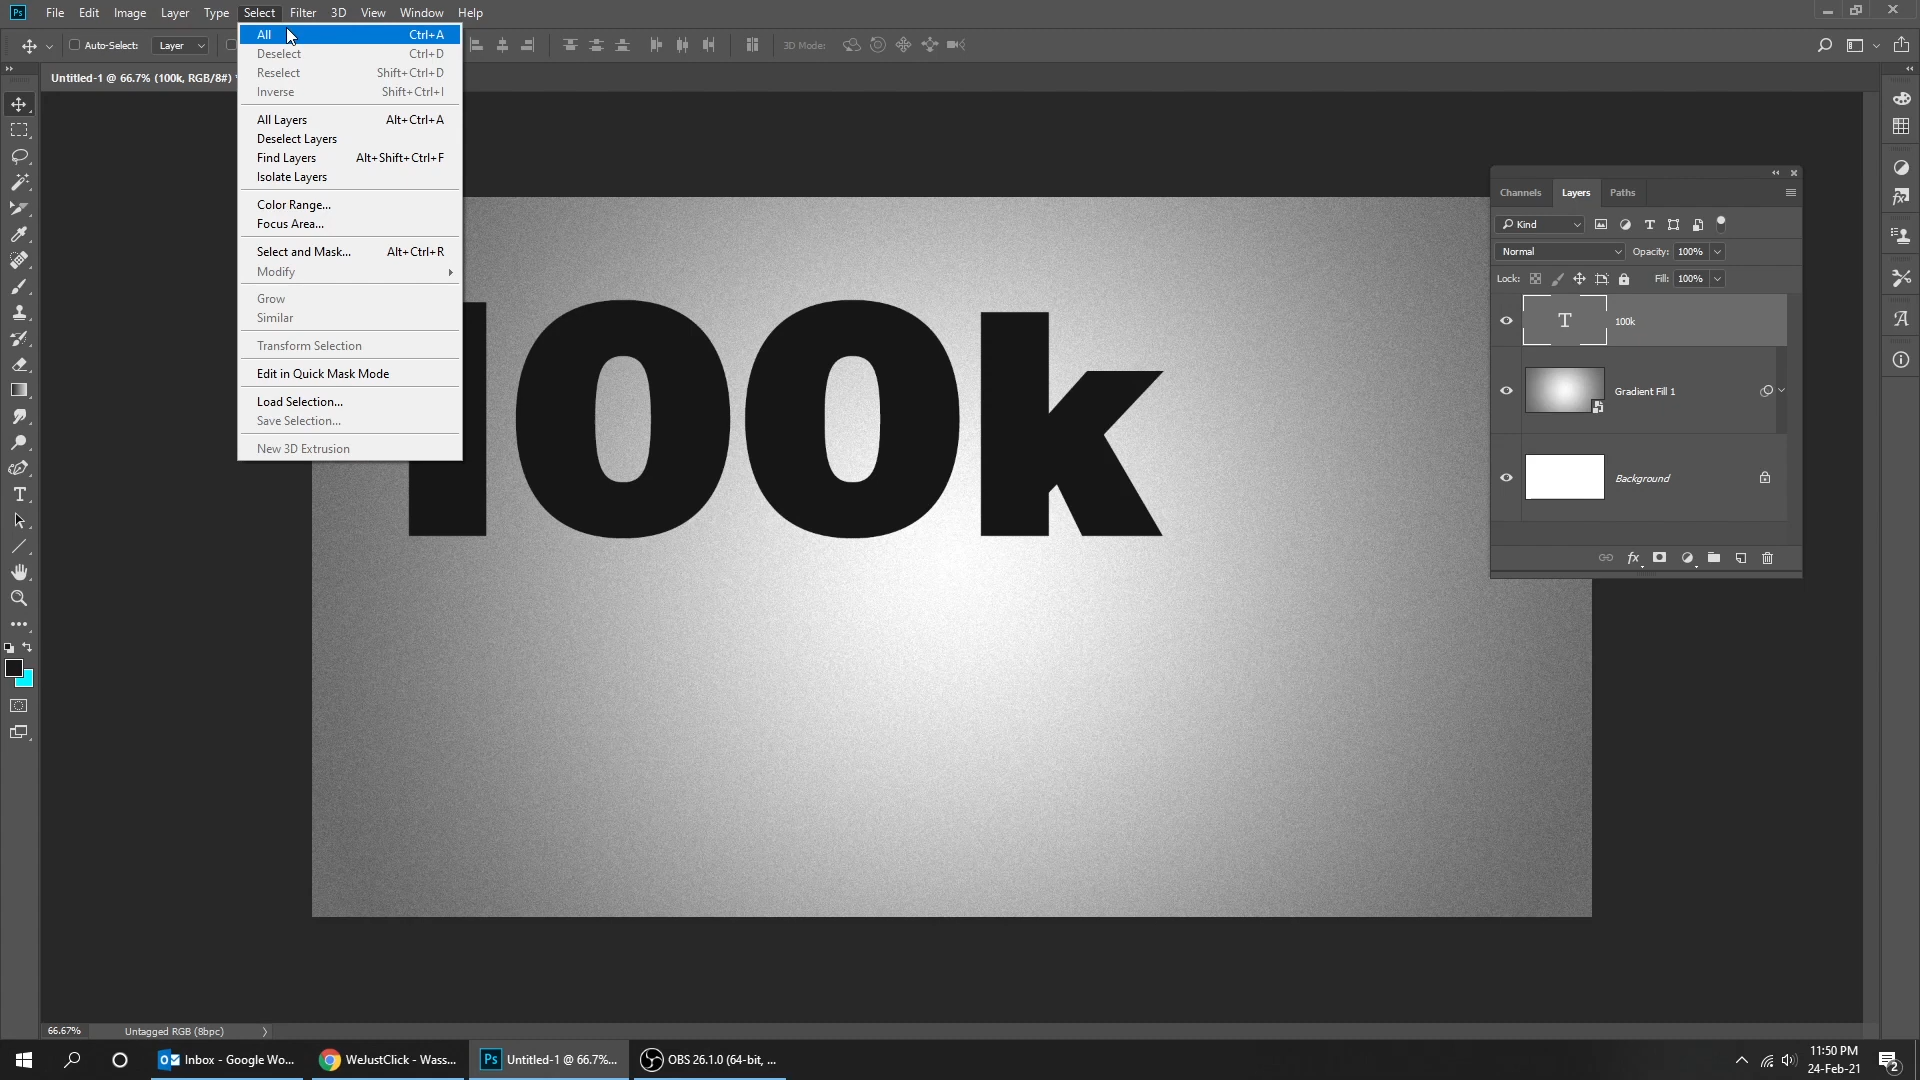 Ps File Edit Image Layer Type Select Filter 3D View Window Help
Auto-Select: Layer 3D Mode:
Untitled-1 @ 66.7% (100k, RGB/8#)
All Ctrl+A
Deselect Ctrl+D
Reselect Shift+Ctrl+D
Inverse Shift+Ctrl+I
All Layers Alt+Ctrl+A
Deselect Layers
Find Layers Alt+Shift+Ctrl+F
Isolate Layers
Color Range...
Focus Area...
Select and Mask... Alt+Ctrl+R
Modify
Grow
Similar
Transform Selection
Edit in Quick Mask Mode
Load Selection...
Save Selection...
New 3D Extrusion
100k
Channels Layers Paths
Kind
Normal Opacity: 100%
Lock: Fill: 100%
T 100k
Gradient Fill 1
Background
fx
66.67% Untagged RGB (8bpc)
Inbox - Google Wo...
WeJustClick - Wass...
Ps Untitled-1 @ 66.7%...
OBS 26.1.0 (64-bit, ...
11:50 PM
24-Feb-21
2